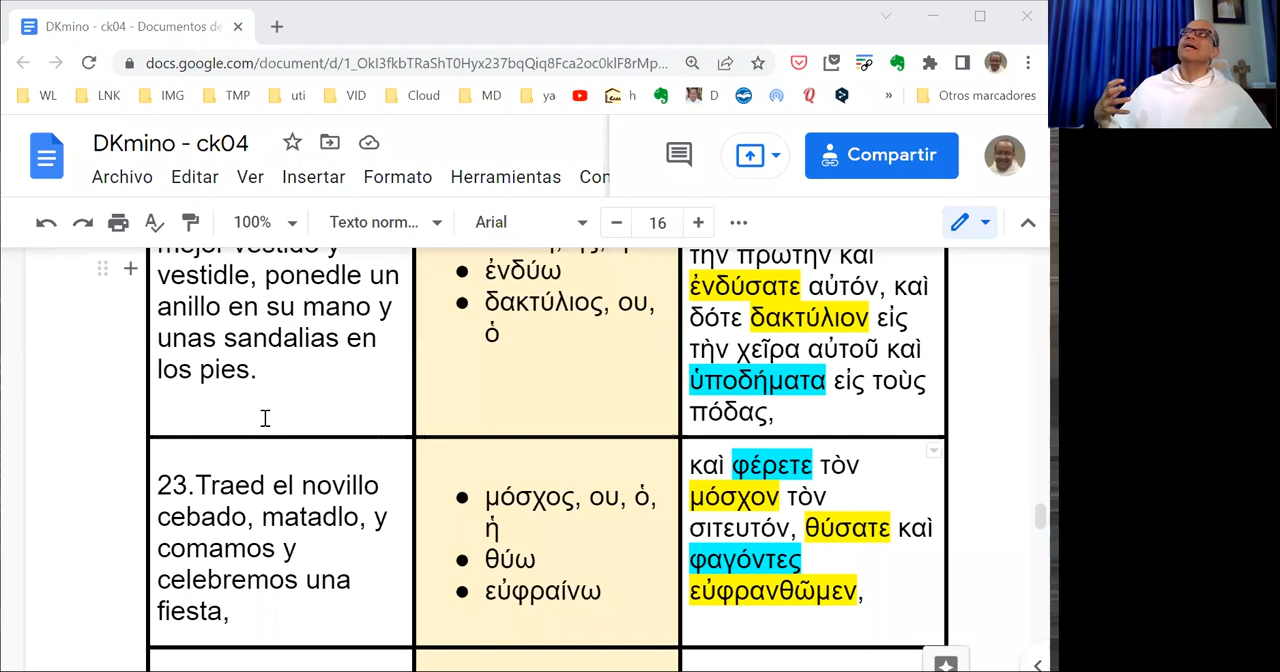 DKmino - ck04 - Documentos de
docs.google.com/document/d/1_OkI3fkbTRaShT0Hyx237bqQiq8Fca2oc0klF8rMp...
WL LNK IMG TMP uti VID Cloud MD ya h D » Otros marcadores
DKmino - ck04
Compartir
Archivo Editar Ver Insertar Formato Herramientas Con
100% Texto norm... Arial 16
mejor vestido y
vestidle, ponedle un
anillo en su mano y
unas sandalias en
los pies.
● ἐνδύω
● δακτύλιος, ου,
ὁ
τὴν πρώτην καὶ
ἐνδύσατε αὐτόν, καὶ
δότε δακτύλιον εἰς
τὴν χεῖρα αὐτοῦ καὶ
ὑποδήματα εἰς τοὺς
πόδας,
23.Traed el novillo
cebado, matadlo, y
comamos y
celebremos una
fiesta,
● μόσχος, ου, ὁ,
ἡ
● θύω
● εὐφραίνω
καὶ φέρετε τὸν
μόσχον τὸν
σιτευτόν, θύσατε καὶ
φαγόντες
εὐφρανθῶμεν,